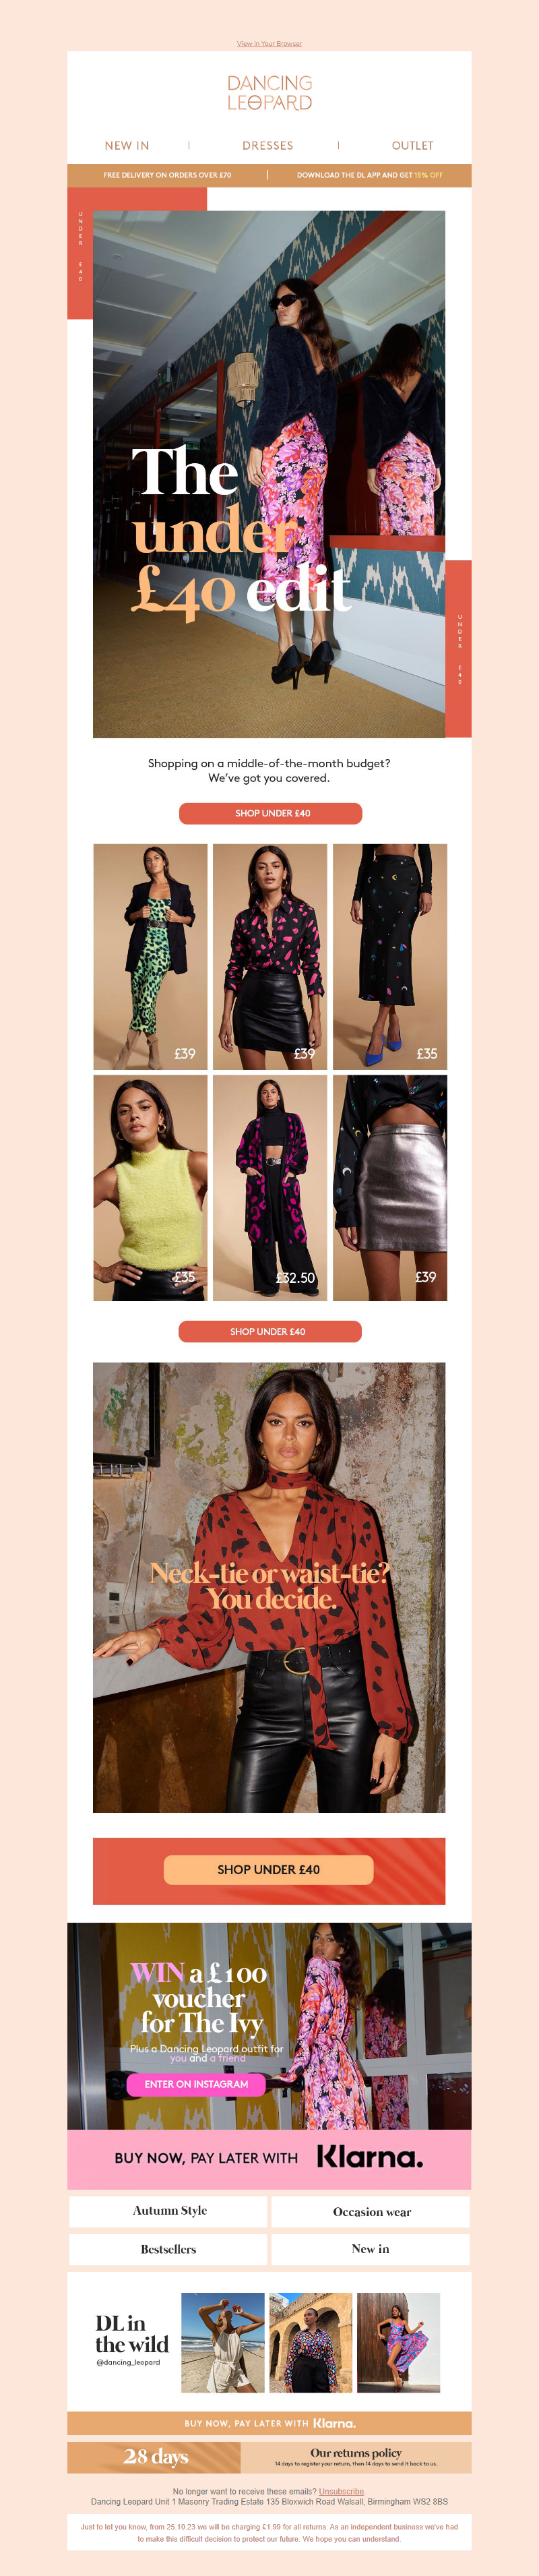 View in Your Browser
DANCING
LEOPARD
NEW IN | DRESSES | OUTLET
FREE DELIVERY ON ORDERS OVER £70 | DOWNLOAD THE DL APP AND GET 15% OFF
UNDER £40
The
under
£40 edit
UNDER £40
Shopping on a middle-of-the-month budget?
We've got you covered.
SHOP UNDER £40
£39 £39 £35
£35 £32.50 £39
SHOP UNDER £40
Neck-tie or waist-tie?
You decide.
SHOP UNDER £40
WIN a £100
voucher
for The Ivy
Plus a Dancing Leopard outfit for
you and a friend
ENTER ON INSTAGRAM
BUY NOW, PAY LATER WITH Klarna.
Autumn Style Occasion wear
Bestsellers New in
DL in
the wild
@dancing_leopard
BUY NOW, PAY LATER WITH Klarna.
28 days
Our returns policy
14 days to register your return, then 14 days to send it back to us.
No longer want to receive these emails? Unsubscribe.
Dancing Leopard Unit 1 Masonry Trading Estate 135 Bloxwich Road Walsall, Birmingham WS2 8BS
Just to let you know, from 25.10.23 we will be charging £1.99 for all returns. As an independent business we've had
to make this difficult decision to protect our future. We hope you can understand.